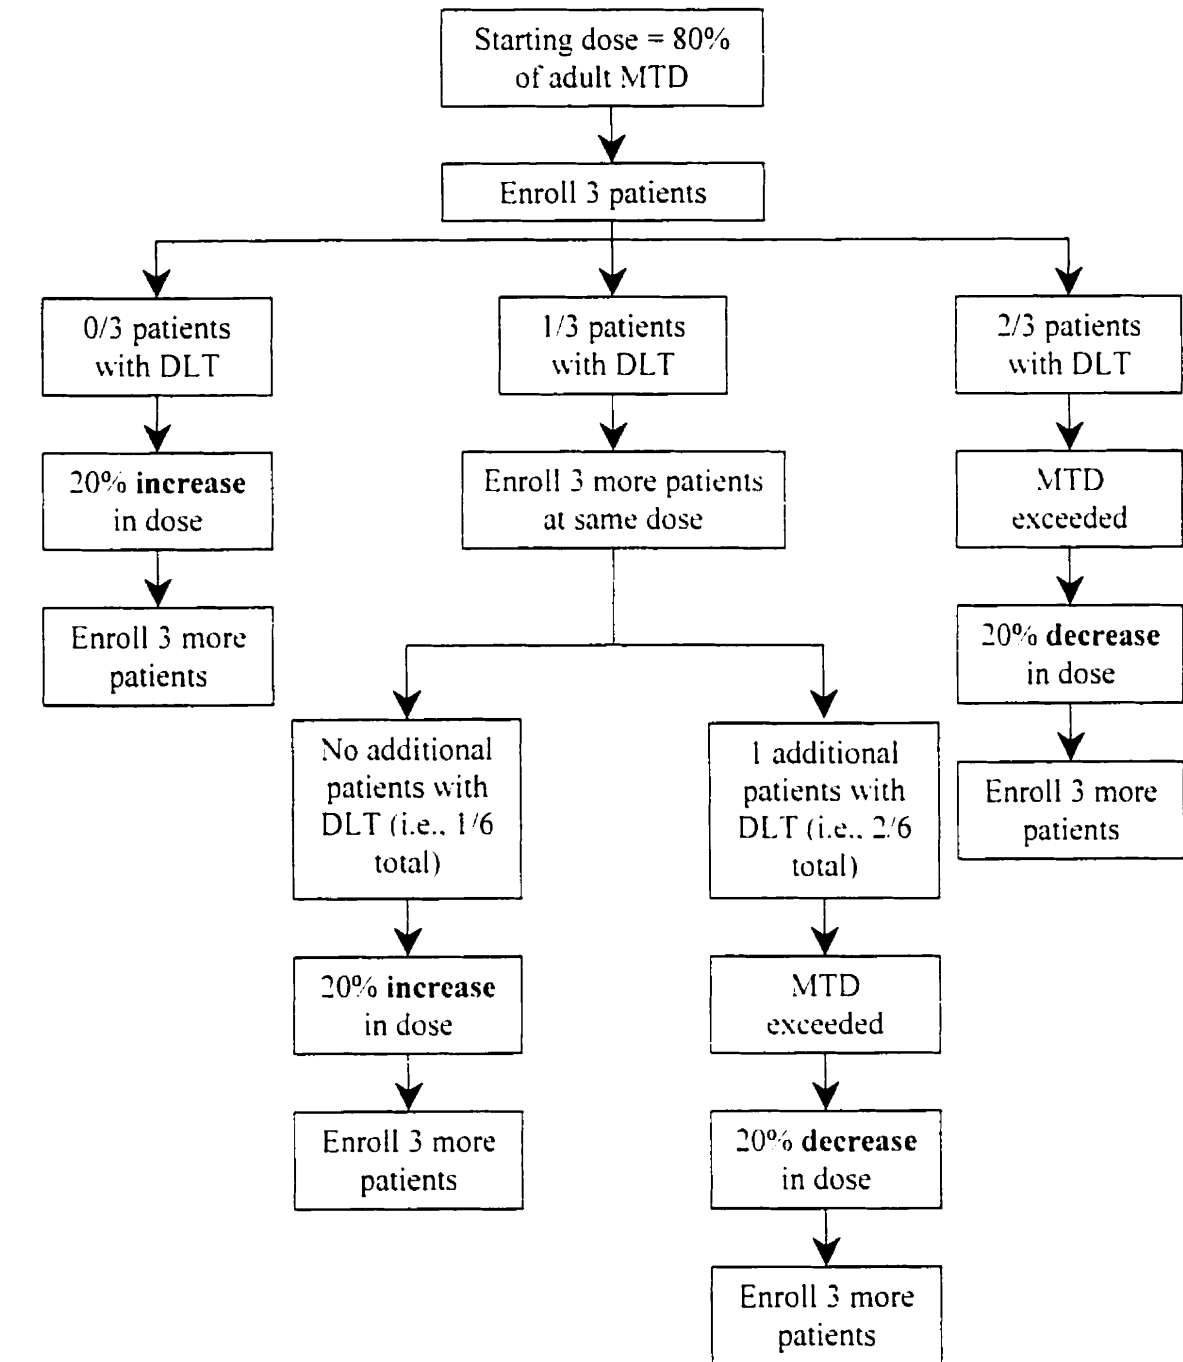 Starting dose = 80%
of adult MTD
Enroll 3 patients
0/3 patients
with DLT
1/3 patients
with DLT
2/3 patients
with DLT
20% increase
in dose
Enroll 3 more patients
at same dose
MTD
exceeded
Enroll 3 more
patients
20% decrease
in dose
No additional
patients with
DLT (i.e., 1/6
total)
1 additional
patients with
DLT (i.e., 2/6
total)
Enroll 3 more
patients
20% increase
in dose
MTD
exceeded
Enroll 3 more
patients
20% decrease
in dose
Enroll 3 more
patients